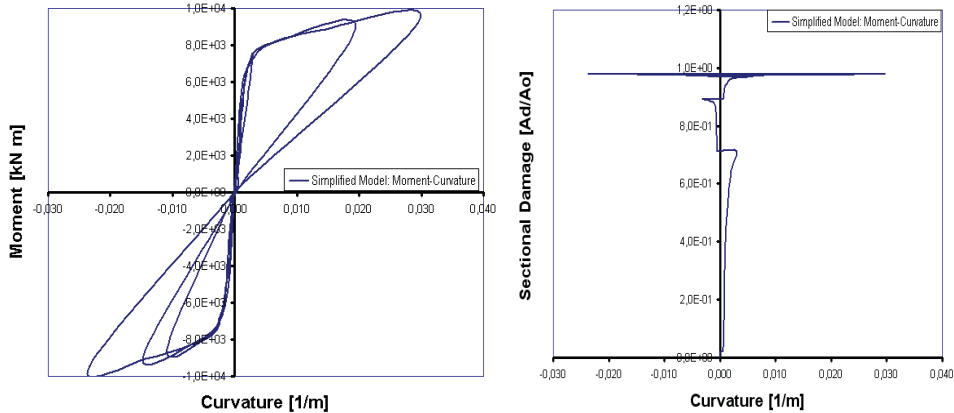 1,0E+04
8,0E+03
6,0E+03
4,0E+03
2,0E+03
0,0E+00
-2,0E+03
-4,0E+03
-6,0E+03
-8,0E+03
-1,0E+04
-0,030 -0,020 -0,010 0,000 0,010 0,020 0,030 0,040
Simplified Model: Moment-Curvature
Moment [kN m]
Curvature [1/m]
1,2E+00
1,0E+00
8,0E-01
6,0E-01
4,0E-01
2,0E-01
0,0E+00
-0,030 -0,020 -0,010 0,000 0,010 0,020 0,030 0,040
Simplified Model: Moment-Curvature
Sectional Damage [Ad/Ao]
Curvature [1/m]